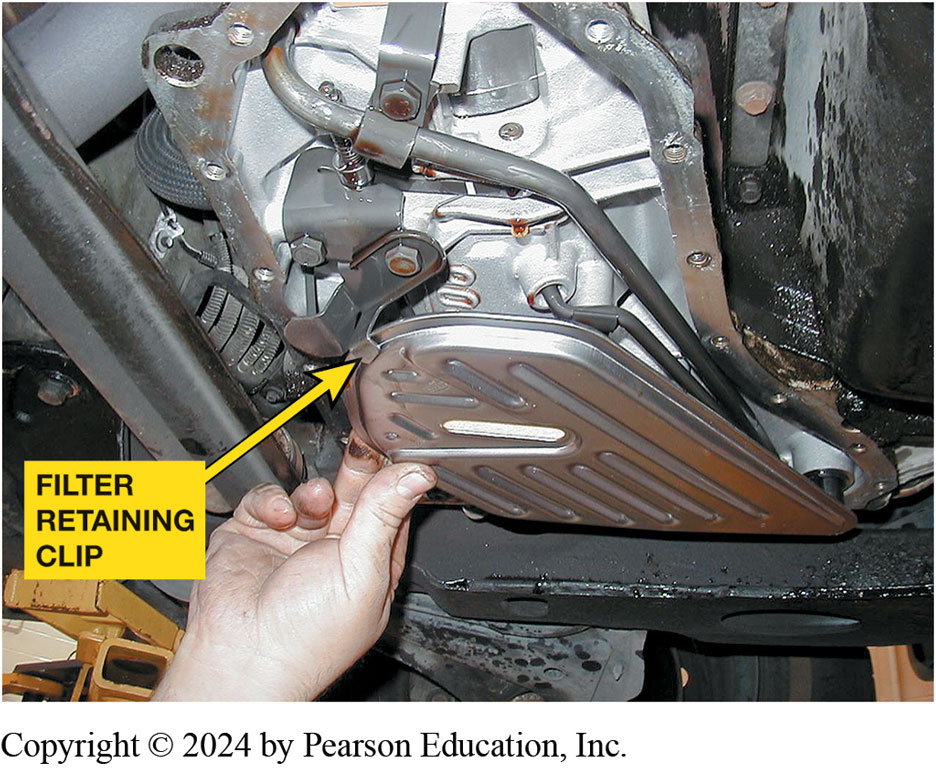 FILTER
RETAINING
CLIP
Copyright © 2024 by Pearson Education, Inc.